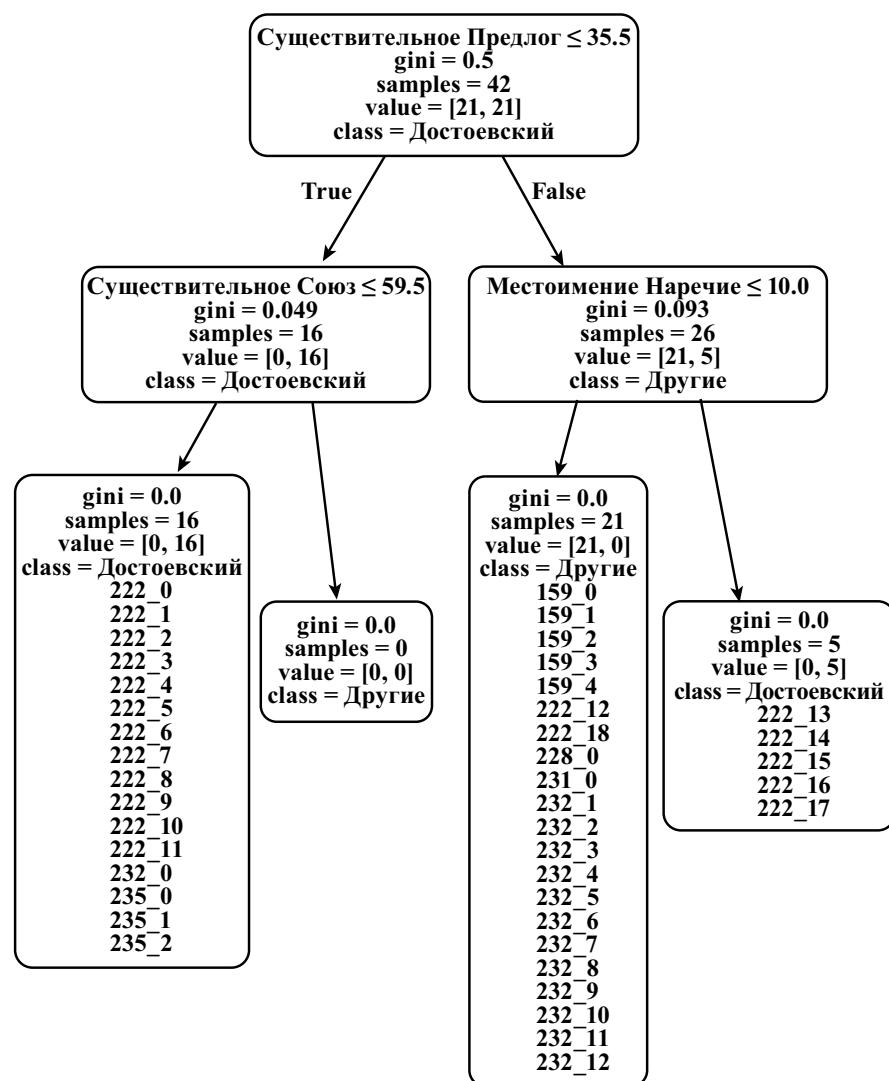 Существительное Предлог ≤ 35.5
gini = 0.5
samples = 42
value = [21, 21]
class = Достоевский
True
False
Существительное Союз ≤ 59.5
gini = 0.049
samples = 16
value = [0, 16]
class = Достоевский
Местоимение Наречие ≤ 10.0
gini = 0.093
samples = 26
value = [21, 5]
class = Другие
gini = 0.0
samples = 16
value = [0, 16]
class = Достоевский
222_0
222_1
222_2
222_3
222_4
222_5
222_6
222_7
222_8
222_9
222_10
222_11
232_0
235_0
235_1
235_2
gini = 0.0
samples = 0
value = [0, 0]
class = Другие
gini = 0.0
samples = 21
value = [21, 0]
class = Другие
159_0
159_1
159_2
159_3
159_4
222_12
222_18
228_0
231_0
232_1
232_2
232_3
232_4
232_5
232_6
232_7
232_8
232_9
232_10
232_11
232_12
gini = 0.0
samples = 5
value = [0, 5]
class = Достоевский
222_13
222_14
222_15
222_16
222_17